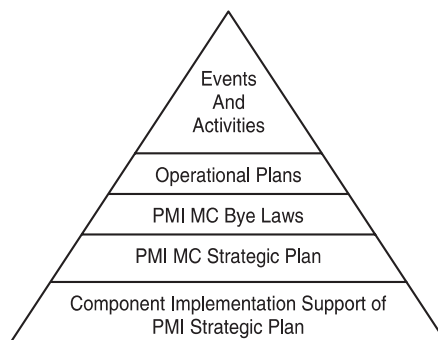 Events
And
Activities
Operational Plans
PMI MC Bye Laws
PMI MC Strategic Plan
Component Implementation Support of
PMI Strategic Plan